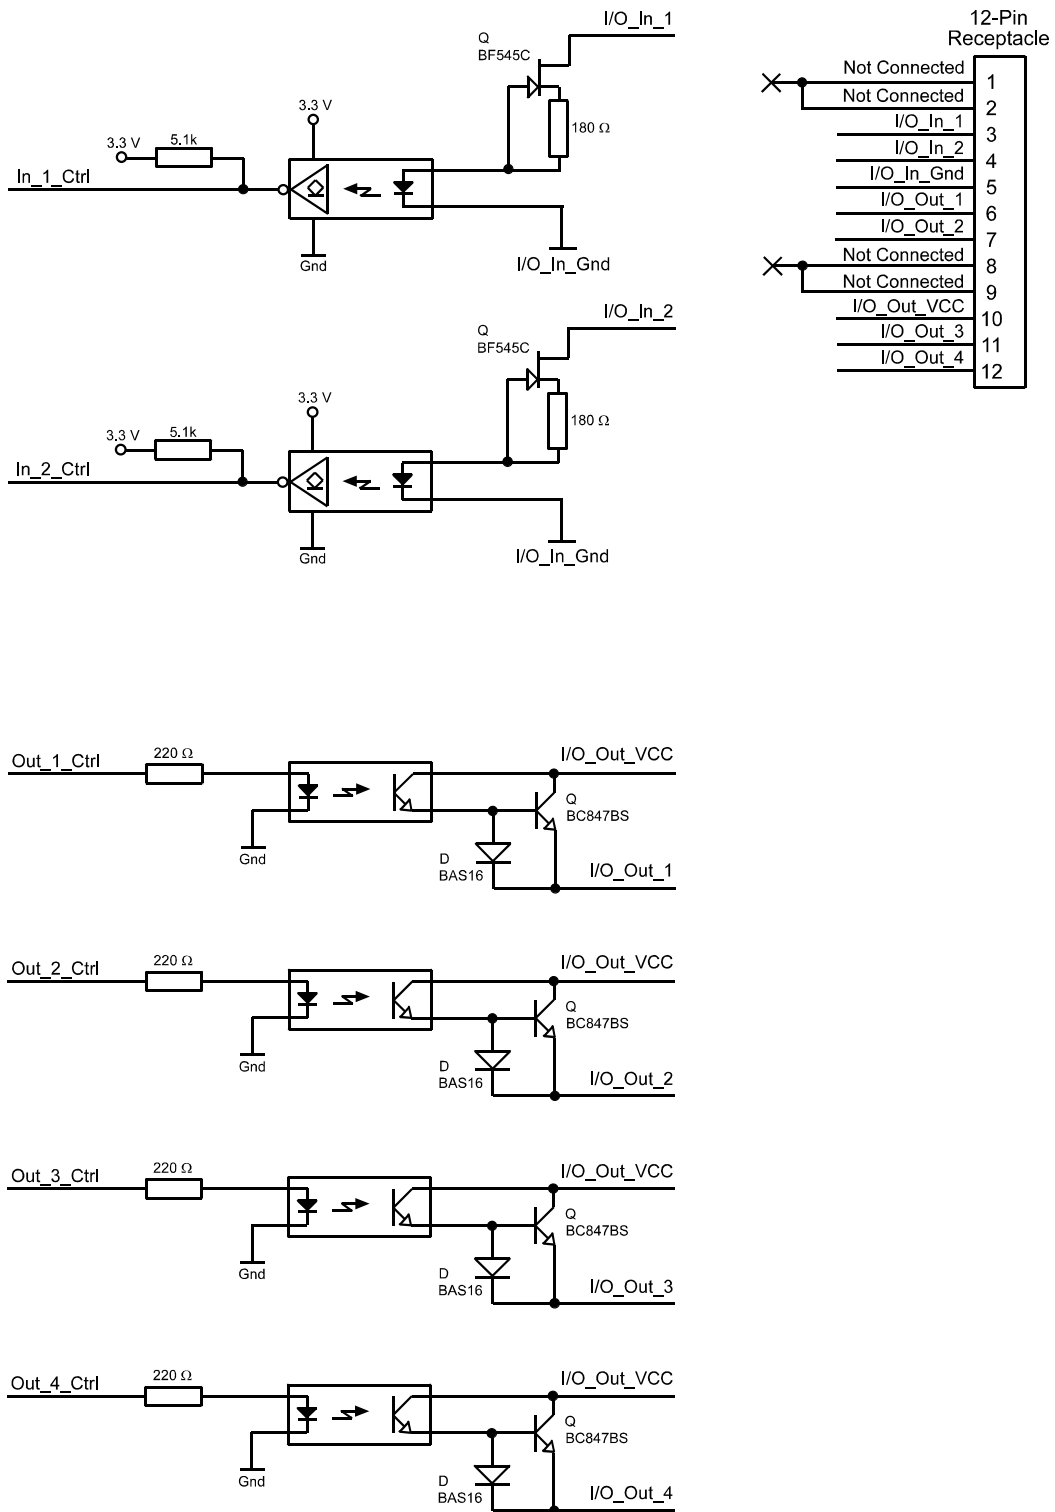 I/O_In_1
Q
BF545C
180 Ω
3.3 V
3.3 V
5.1k
In_1_Ctrl
Gnd
I/O_In_Gnd
I/O_In_2
Q
BF545C
180 Ω
3.3 V
3.3 V
5.1k
In_2_Ctrl
Gnd
I/O_In_Gnd
12-Pin
Receptacle
Not Connected 1
Not Connected 2
I/O_In_1 3
I/O_In_2 4
I/O_In_Gnd 5
I/O_Out_1 6
I/O_Out_2 7
Not Connected 8
Not Connected 9
I/O_Out_VCC 10
I/O_Out_3 11
I/O_Out_4 12
Out_1_Ctrl
220 Ω
Gnd
I/O_Out_VCC
Q
BC847BS
D
BAS16
I/O_Out_1
Out_2_Ctrl
220 Ω
Gnd
I/O_Out_VCC
Q
BC847BS
D
BAS16
I/O_Out_2
Out_3_Ctrl
220 Ω
Gnd
I/O_Out_VCC
Q
BC847BS
D
BAS16
I/O_Out_3
Out_4_Ctrl
220 Ω
Gnd
I/O_Out_VCC
Q
BC847BS
D
BAS16
I/O_Out_4